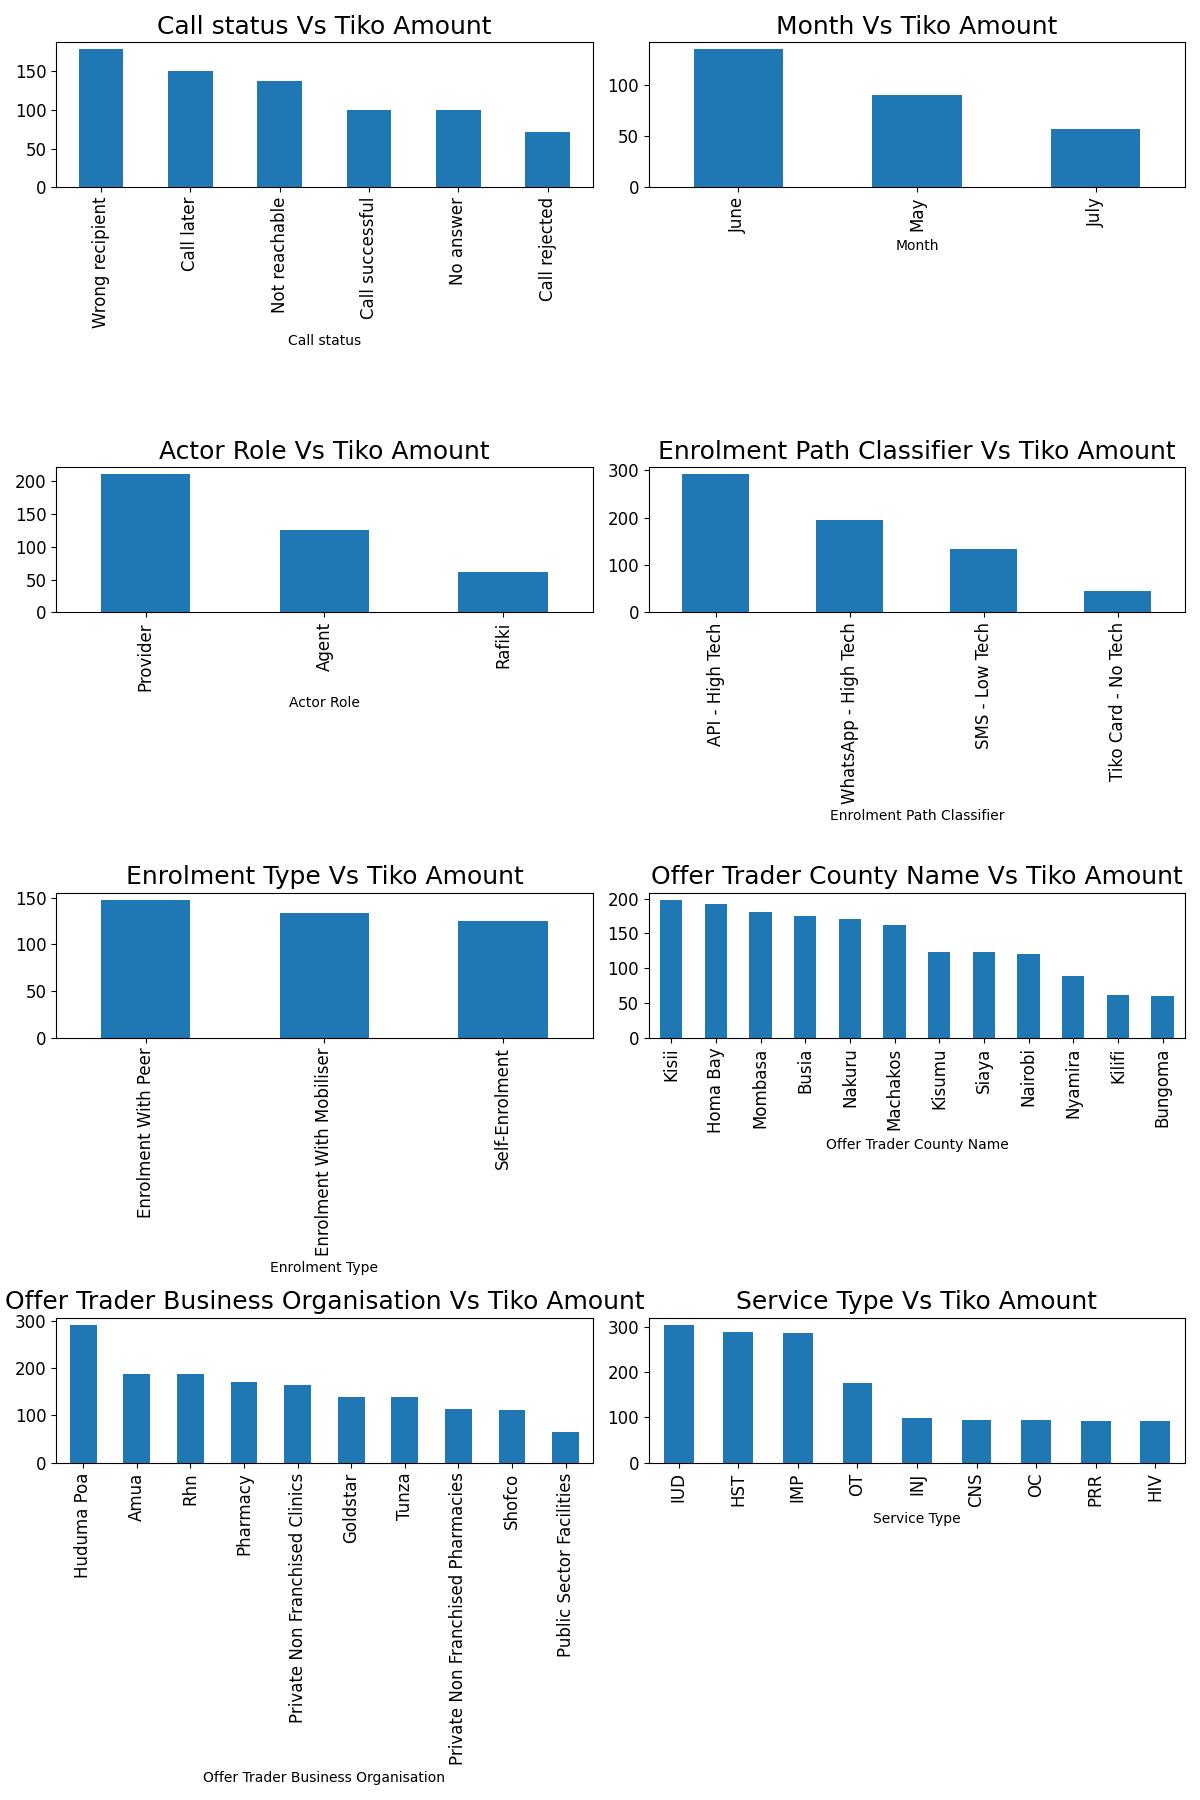 Call status Vs Tiko Amount
150
100
50
0
Wrong recipient
Call later
Not reachable
Call successful
No answer
Call rejected
Call status
Month Vs Tiko Amount
100
50
0
June
May
July
Month
Actor Role Vs Tiko Amount
200
150
100
50
0
Provider
Agent
Rafiki
Actor Role
Enrolment Path Classifier Vs Tiko Amount
300
200
100
0
API - High Tech
WhatsApp - High Tech
SMS - Low Tech
Tiko Card - No Tech
Enrolment Path Classifier
Enrolment Type Vs Tiko Amount
150
100
50
0
Enrolment With Peer
Enrolment With Mobiliser
Self-Enrolment
Enrolment Type
Offer Trader County Name Vs Tiko Amount
200
150
100
50
0
Kisii
Homa Bay
Mombasa
Busia
Nakuru
Machakos
Kisumu
Siaya
Nairobi
Nyamira
Kilifi
Bungoma
Offer Trader County Name
Offer Trader Business Organisation Vs Tiko Amount
300
200
100
0
Huduma Poa
Amua
Rhn
Pharmacy
Private Non Franchised Clinics
Goldstar
Tunza
Private Non Franchised Pharmacies
Shofco
Public Sector Facilities
Offer Trader Business Organisation
Service Type Vs Tiko Amount
300
200
100
0
IUD
HST
IMP
OT
INJ
CNS
OC
PRR
HIV
Service Type